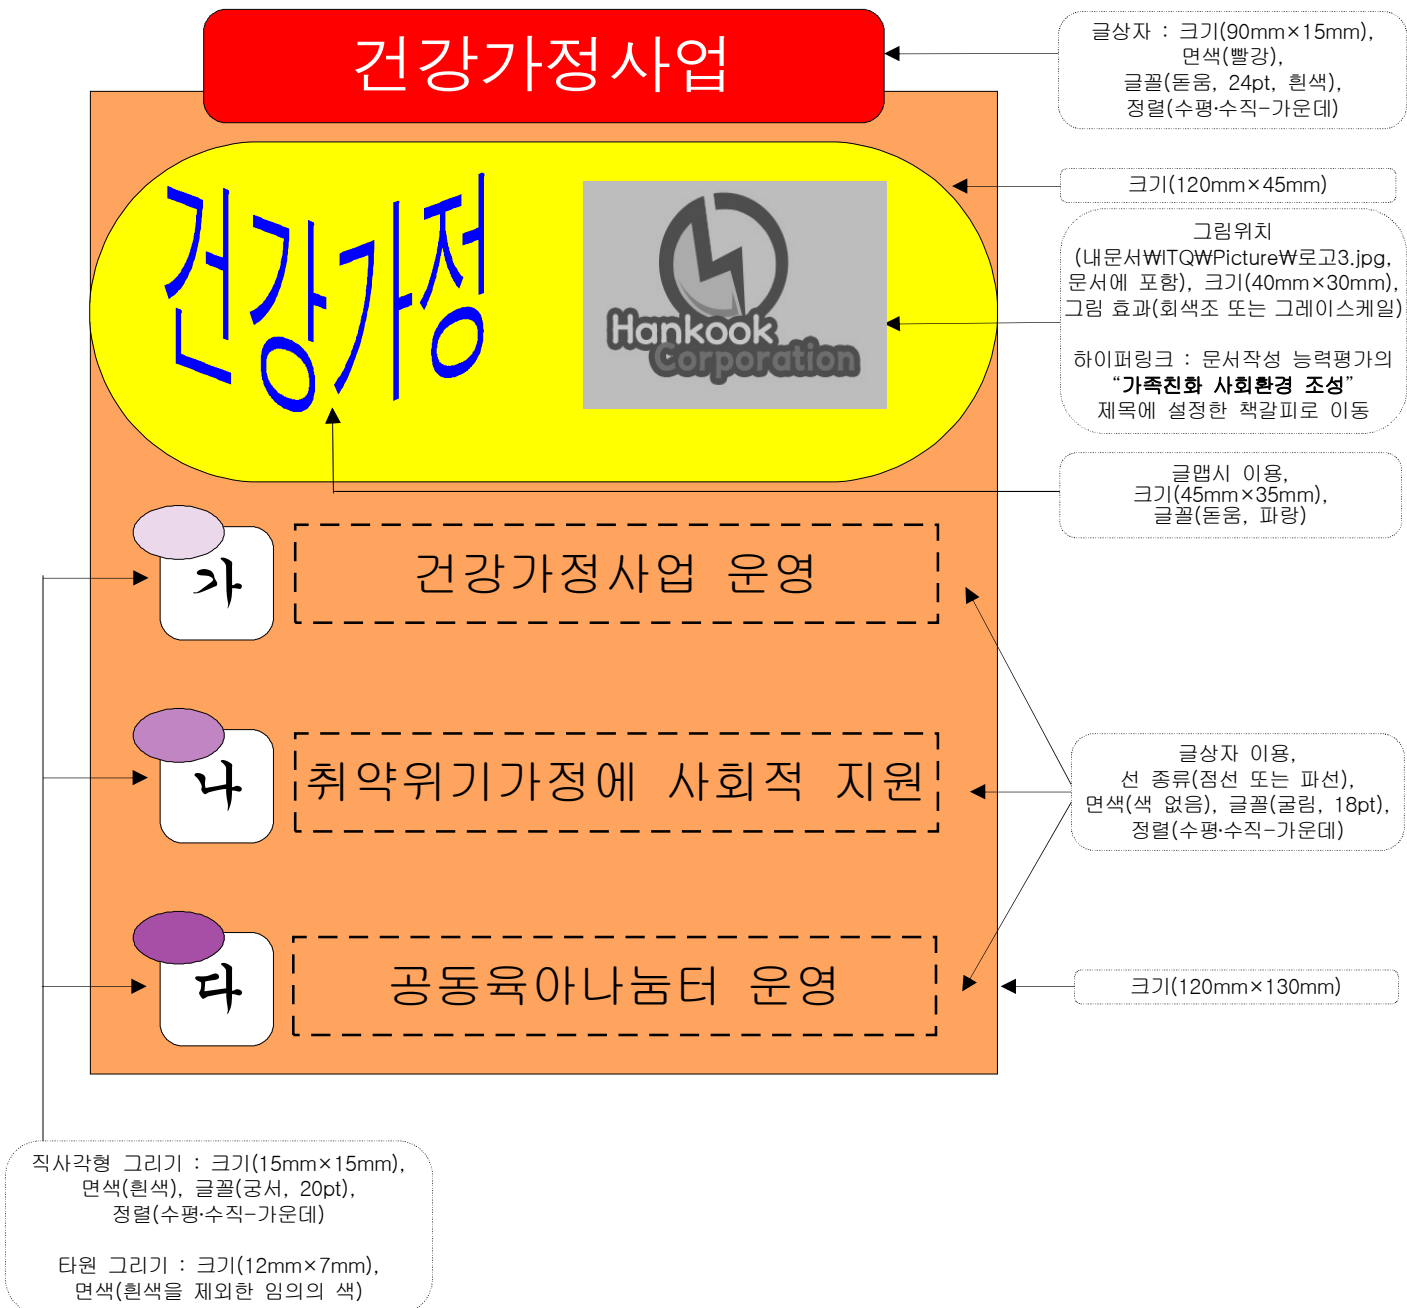 건강가정사업
글상자 : 크기(90mm×15mm),
면색(빨강),
글꼴(돋움, 24pt, 흰색),
정렬(수평·수직-가운데)
크기(120mm×45mm)
건강가정
Hankook
Corporation
그림위치
(내문서₩ITQ₩Picture₩로고3.jpg,
문서에 포함), 크기(40mm×30mm),
그림 효과(회색조 또는 그레이스케일)
하이퍼링크 : 문서작성 능력평가의
“가족친화 사회환경 조성”
제목에 설정한 책갈피로 이동
글맵시 이용,
크기(45mm×35mm),
글꼴(돋움, 파랑)
가
건강가정사업 운영
나
취약위기가정에 사회적 지원
글상자 이용,
선 종류(점선 또는 파선),
면색(색 없음), 글꼴(굴림, 18pt),
정렬(수평·수직-가운데)
다
공동육아나눔터 운영
크기(120mm×130mm)
직사각형 그리기 : 크기(15mm×15mm),
면색(흰색), 글꼴(궁서, 20pt),
정렬(수평·수직-가운데)
타원 그리기 : 크기(12mm×7mm),
면색(흰색을 제외한 임의의 색)